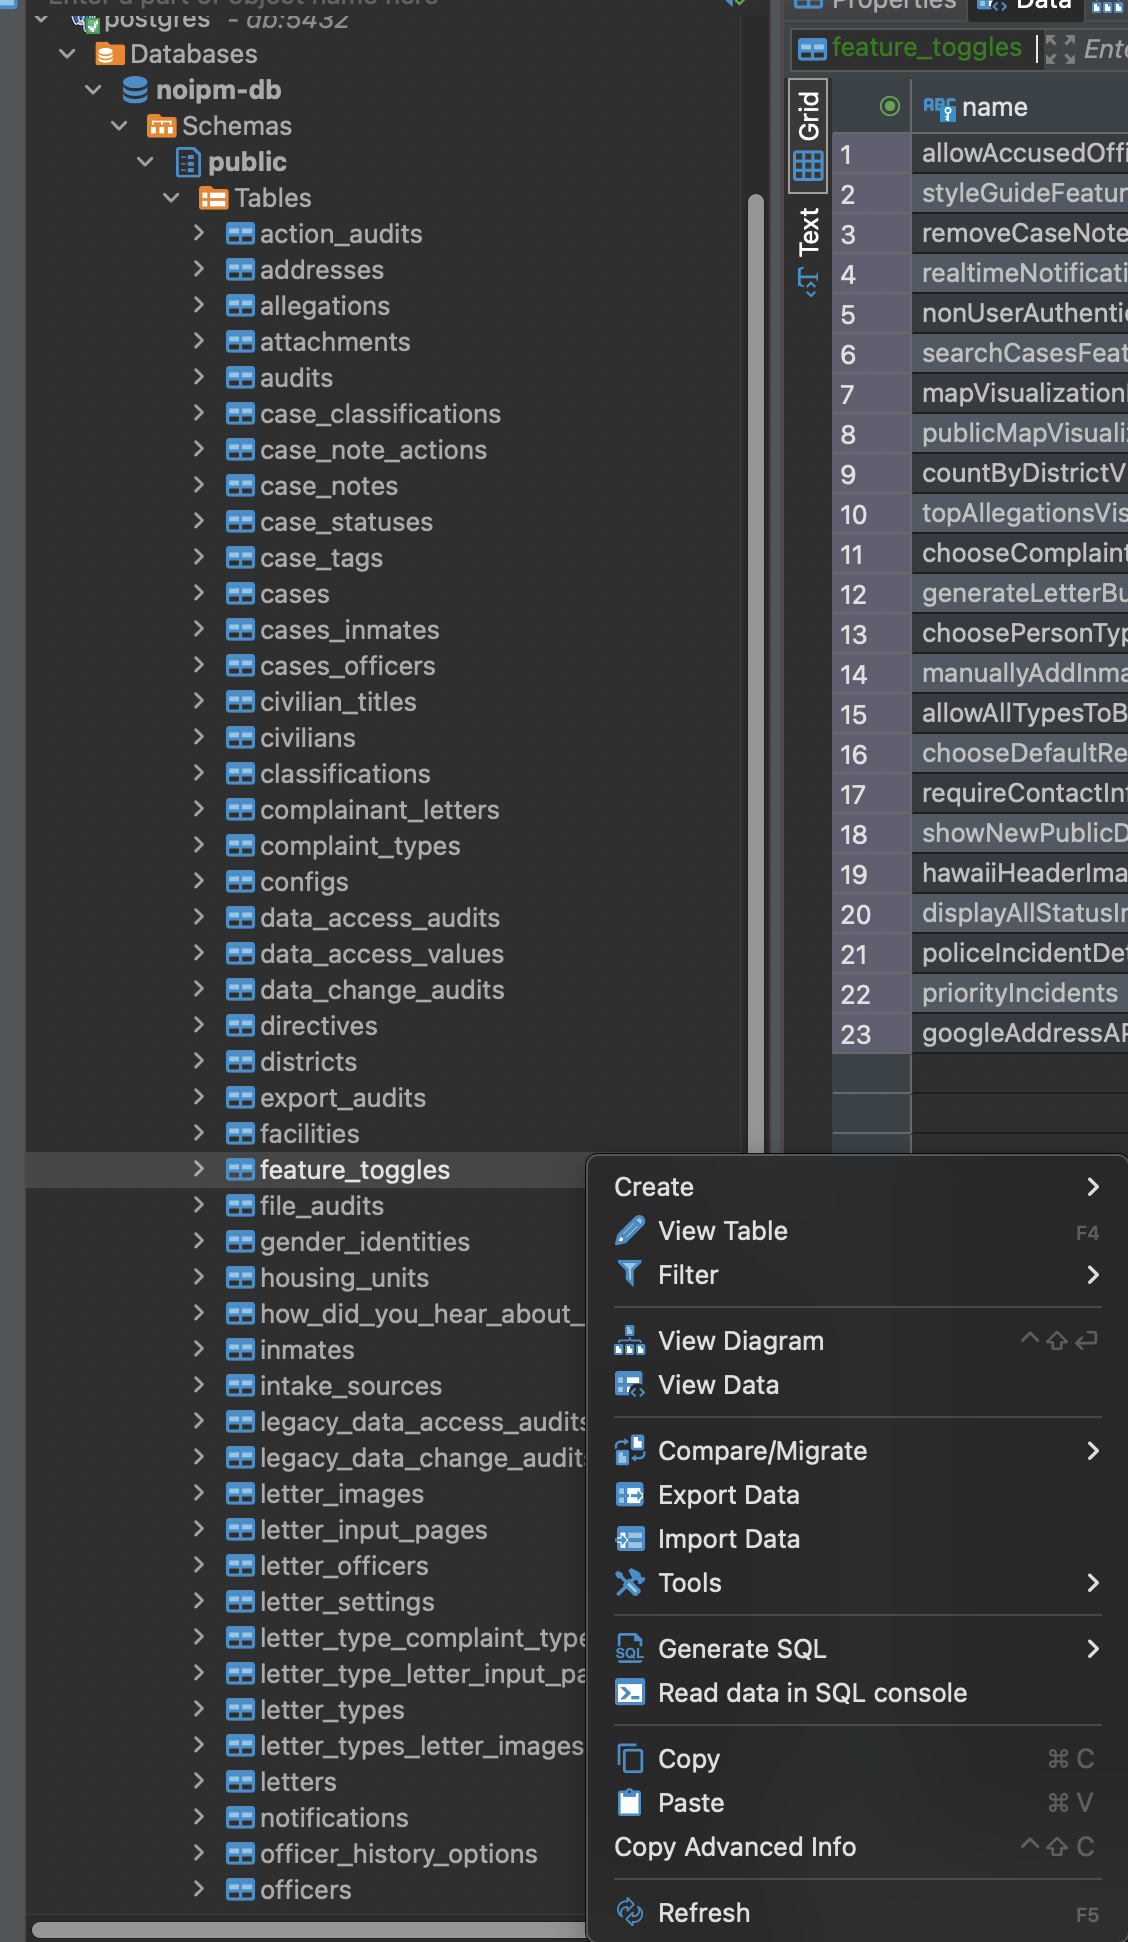 postgres - db:5432
Databases
noipm-db
Schemas
public
Tables
action_audits
addresses
allegations
attachments
audits
case_classifications
case_note_actions
case_notes
case_statuses
case_tags
cases
cases_inmates
cases_officers
civilian_titles
civilians
classifications
complainant_letters
complaint_types
configs
data_access_audits
data_access_values
data_change_audits
directives
districts
export_audits
facilities
feature_toggles
file_audits
gender_identities
housing_units
how_did_you_hear_about_
inmates
intake_sources
legacy_data_access_audits
legacy_data_change_audit
letter_images
letter_input_pages
letter_officers
letter_settings
letter_type_complaint_type
letter_type_letter_input_pa
letter_types
letter_types_letter_images
letters
notifications
officer_history_options
officers
Properties
Data
feature_toggles
Ente
Grid
Text
name
1 allowAccusedOffi
2 styleGuideFeatur
3 removeCaseNote
4 realtimeNotificati
5 nonUserAuthentic
6 searchCasesFeat
7 mapVisualization
8 publicMapVisuali
9 countByDistrictV
10 topAllegationsVis
11 chooseComplaint
12 generateLetterBu
13 choosePersonTyp
14 manuallyAddInma
15 allowAllTypesToB
16 chooseDefaultRe
17 requireContactInf
18 showNewPublicD
19 hawaiiHeaderIma
20 displayAllStatusIn
21 policeIncidentDet
22 priorityIncidents
23 googleAddressAP
Create
View Table F4
Filter
View Diagram ^⇧↩
View Data
Compare/Migrate
Export Data
Import Data
Tools
Generate SQL
Read data in SQL console
Copy ⌘ C
Paste ⌘ V
Copy Advanced Info ^⇧ C
Refresh F5